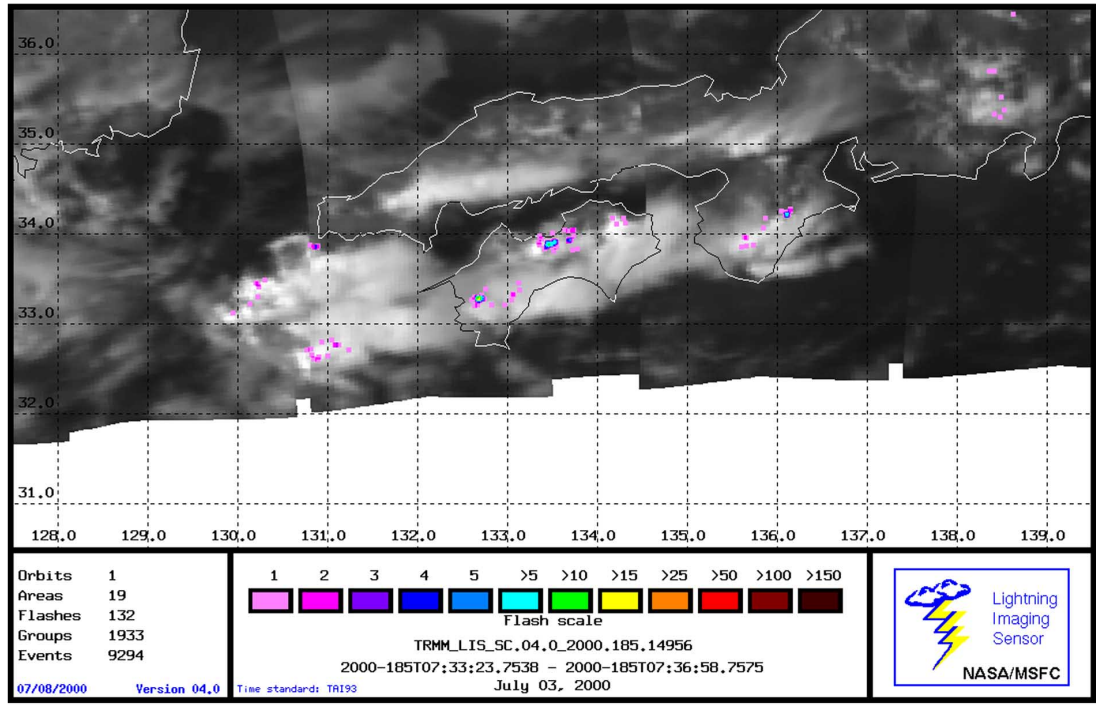 36.0
35.0
34.0
33.0
32.0
31.0
128.0 129.0 130.0 131.0 132.0 133.0 134.0 135.0 136.0 137.0 138.0 139.0
Orbits 1
Areas 19
Flashes 132
Groups 1933
Events 9294
07/08/2000 Version 04.0
1 2 3 4 5 >5 >10 >15 >25 >50 >100 >150
Flash scale
TRMM_LIS_SC.04.0_2000.185.14956
2000-185T07:33:23.7538 - 2000-185T07:36:58.7575
Time standard: TAI93 July 03, 2000
Lightning
Imaging
Sensor
NASA/MSFC